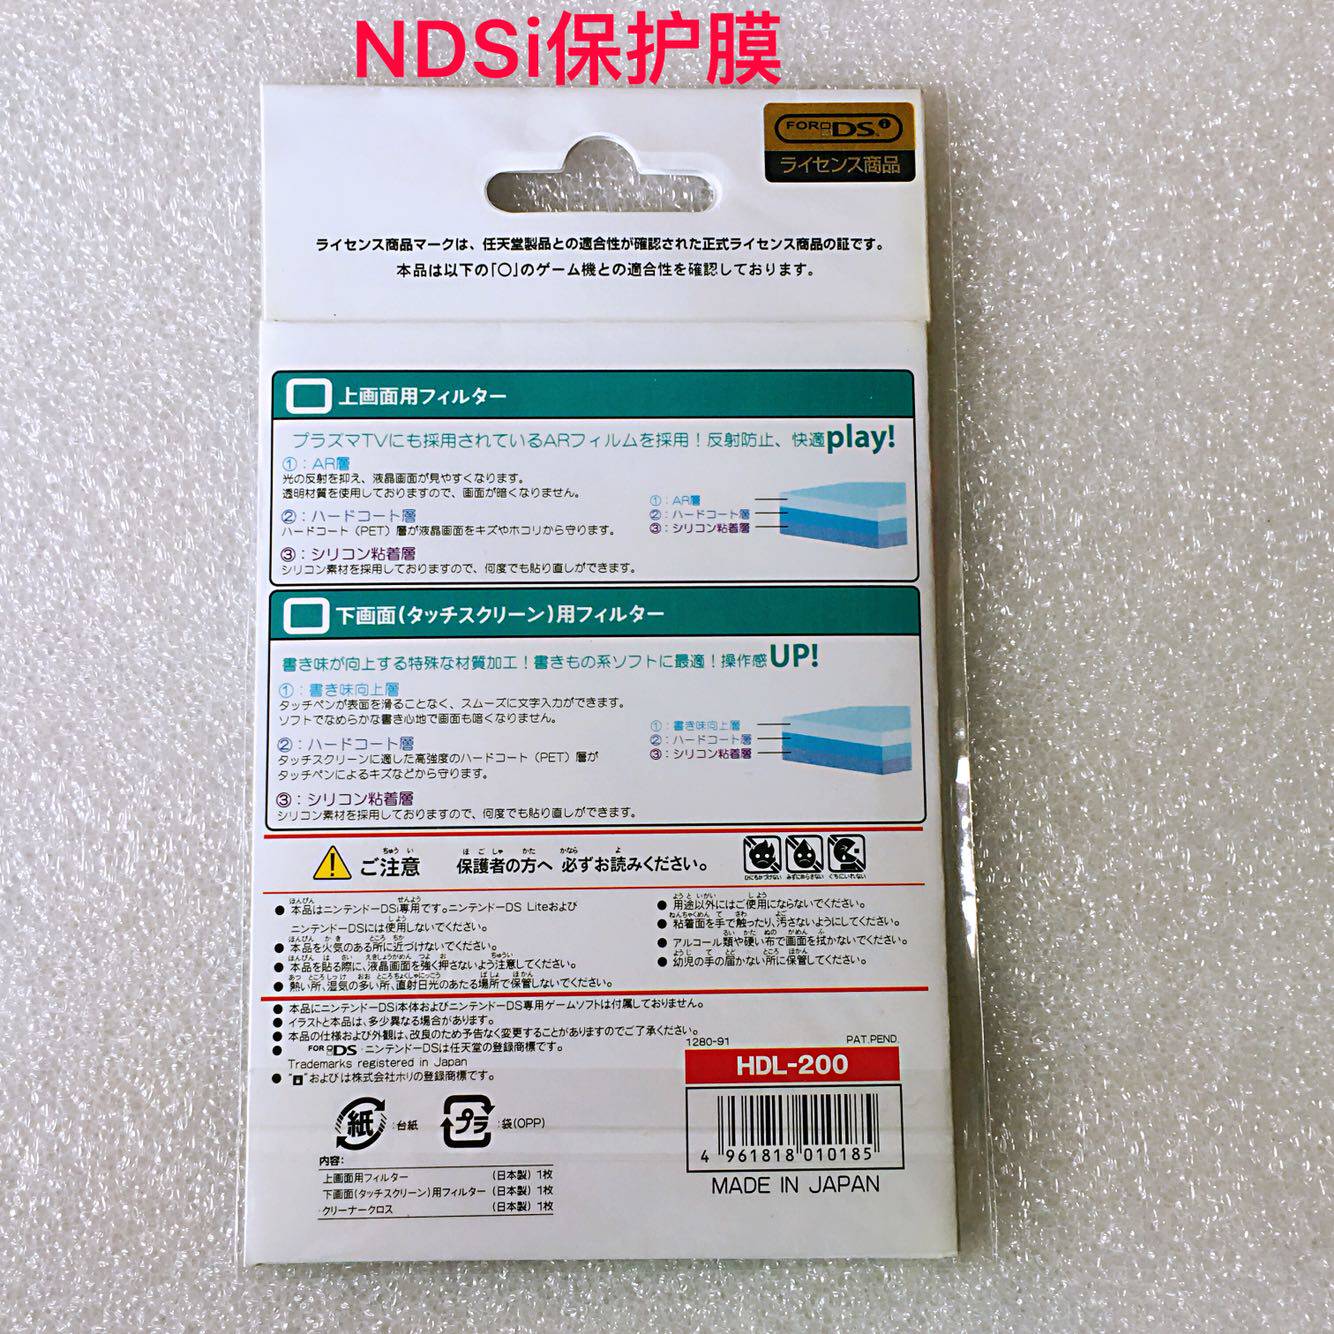 NDSi保护膜
FOR DSi
ライセンス商品
ライセンス商品マークは、任天堂製品との適合性が確認された正式ライセンス商品の証です。
本品は以下の「〇」のゲーム機との適合性を確認しております。
上画面用フィルター
プラズマTVにも採用されているARフィルムを採用！反射防止、快適play!
①：AR層
光の反射を抑え、液晶画面が見やすくなります。
透明材質を使用しておりますので、画面が暗くなりません。
②：ハードコート層
ハードコート（PET）層が液晶画面をキズやホコリから守ります。
③：シリコン粘着層
シリコン素材を採用しておりますので、何度でも貼り直しができます。
①：AR層
②：ハードコート層
③：シリコン粘着層
下画面(タッチスクリーン)用フィルター
書き味が向上する特殊な材質加工！書きもの系ソフトに最適！操作感UP!
①：書き味向上層
タッチペンが表面を滑ることなく、スムーズに文字入力ができます。
ソフトでなめらかな書き心地で画面も暗くなりません。
②：ハードコート層
タッチスクリーンに適した高強度のハードコート（PET）層が
タッチペンによるキズなどから守ります。
③：シリコン粘着層
シリコン素材を採用しておりますので、何度でも貼り直しができます。
①：書き味向上層
②：ハードコート層
③：シリコン粘着層
ご注意 保護者の方へ 必ずお読みください。
ひにちかづけない みずにぬらさない くちにいれない
● 本品はニンテンドーDSi専用です。ニンテンドーDS Liteおよび
ニンテンドーDSには使用しないでください。
● 本品を火気のある所に近づけないでください。
● 本品を貼る際に、液晶画面を強く押さないよう注意してください。
● 熱い所、湿気の多い所、直射日光のあたる場所で保管しないでください。
● 用途以外にはご使用にならないでください。
● 粘着面を手で触ったり、汚さないようにしてください。
● アルコール類や硬い布で画面を拭かないでください。
● 幼児の手の届かない所に保管してください。
● 本品にニンテンドーDSi本体およびニンテンドーDS専用ゲームソフトは付属しておりません。
● イラストと本品は、多少異なる場合があります。
● 本品の仕様および外観は、改良のため予告なく変更することがありますのでご了承ください。
● FOR DS・ニンテンドーDSは任天堂の登録商標です。
Trademarks registered in Japan
● "および"は株式会社ホリの登録商標です。
1280-91 PAT.PEND.
HDL-200
4 961818 010185
MADE IN JAPAN
紙：台紙 プラ：袋(OPP)
内容：
上画面用フィルター （日本製）1枚
下画面(タッチスクリーン)用フィルター （日本製）1枚
クリーナークロス （日本製）1枚